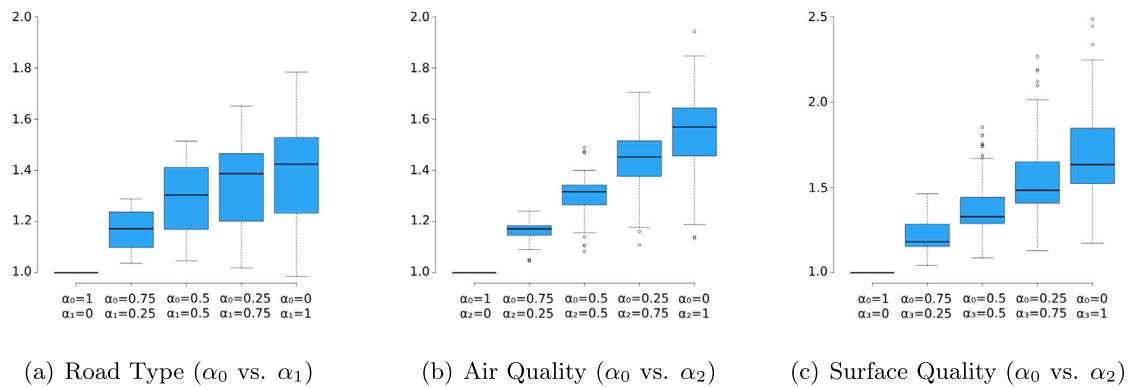 2.0
1.8
1.6
1.4
1.2
1.0
α₀=1 α₀=0.75 α₀=0.5 α₀=0.25 α₀=0
α₁=0 α₁=0.25 α₁=0.5 α₁=0.75 α₁=1
(a) Road Type (α₀ vs. α₁)
2.0
1.8
1.6
1.4
1.2
1.0
α₀=1 α₀=0.75 α₀=0.5 α₀=0.25 α₀=0
α₂=0 α₂=0.25 α₂=0.5 α₂=0.75 α₂=1
(b) Air Quality (α₀ vs. α₂)
2.5
2.0
1.5
1.0
α₀=1 α₀=0.75 α₀=0.5 α₀=0.25 α₀=0
α₃=0 α₃=0.25 α₃=0.5 α₃=0.75 α₃=1
(c) Surface Quality (α₀ vs. α₂)